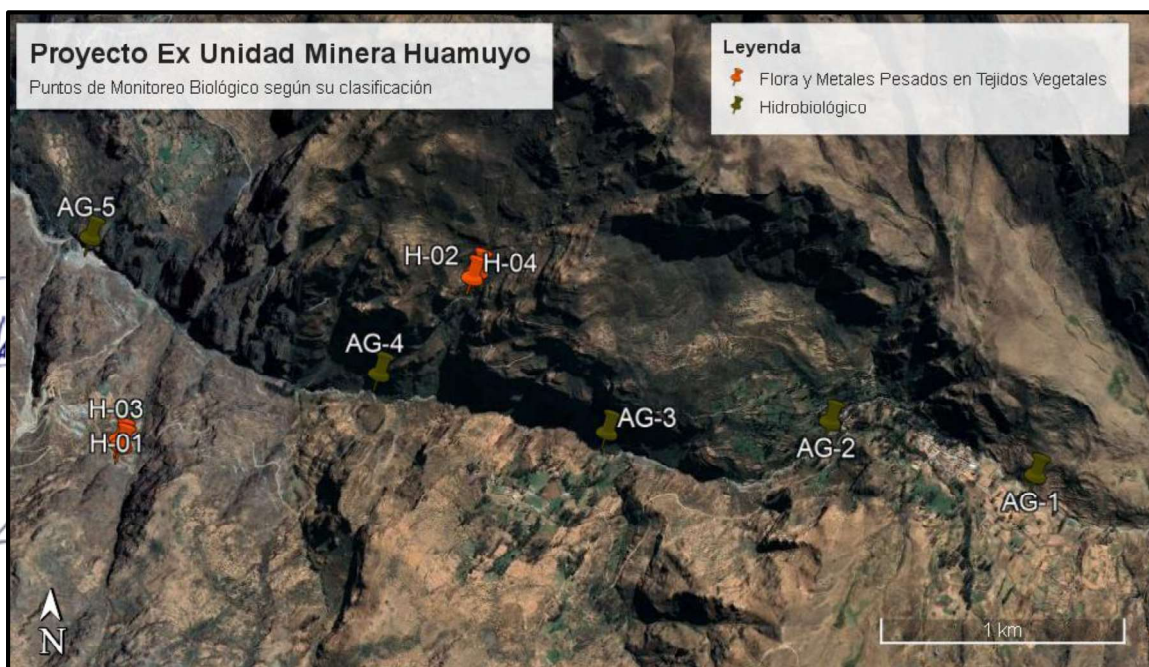 Proyecto Ex Unidad Minera Huamuyo
Puntos de Monitoreo Biológico según su clasificación
Leyenda
Flora y Metales Pesados en Tejidos Vegetales
Hidrobiológico
AG-5
H-02
H-04
AG-4
H-03
H-01
AG-3
AG-2
AG-1
N
1 km